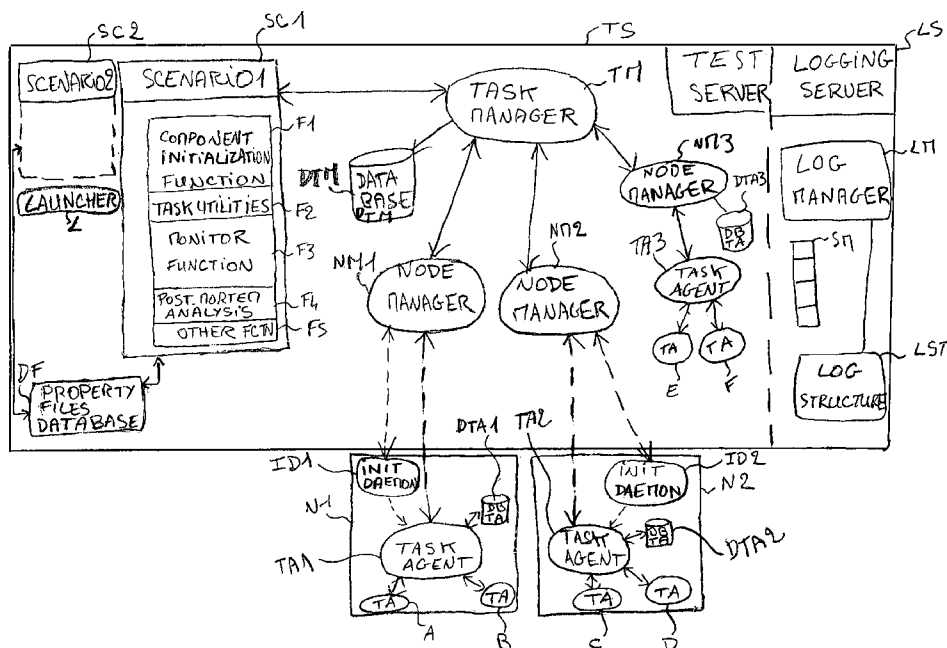 SC2
SC1
TS
LS
SCENARIO2
SCENARIO1
TM
TEST
SERVER
LOGGING
SERVER
TASK
MANAGER
F1
COMPONENT
INITIALIZATION
FUNCTION
DTM
DATA
BASE
DTM
NM3
NODE
MANAGER
DTA3
DB
TA
LM
LOG
MANAGER
LAUNCHER
L
TASK UTILITIES
F2
MONITOR
FUNCTION
F3
NM1
NODE
MANAGER
NM2
NODE
MANAGER
TA3
TASK
AGENT
SM
POST.MORTEM
ANALYSIS
F4
OTHER FCTN
F5
TA
TA
E
F
LST
LOG
STRUCTURE
DF
PROPERTY
FILES
DATABASE
ID1
INIT
DAEMON
DTA1
TA2
INIT
DAEMON
ID2
N1
DB
TA
N2
TA1
TASK
AGENT
TASK
AGENT
DB
TA
DTA2
TA
TA
TA
TA
A
B
C
D